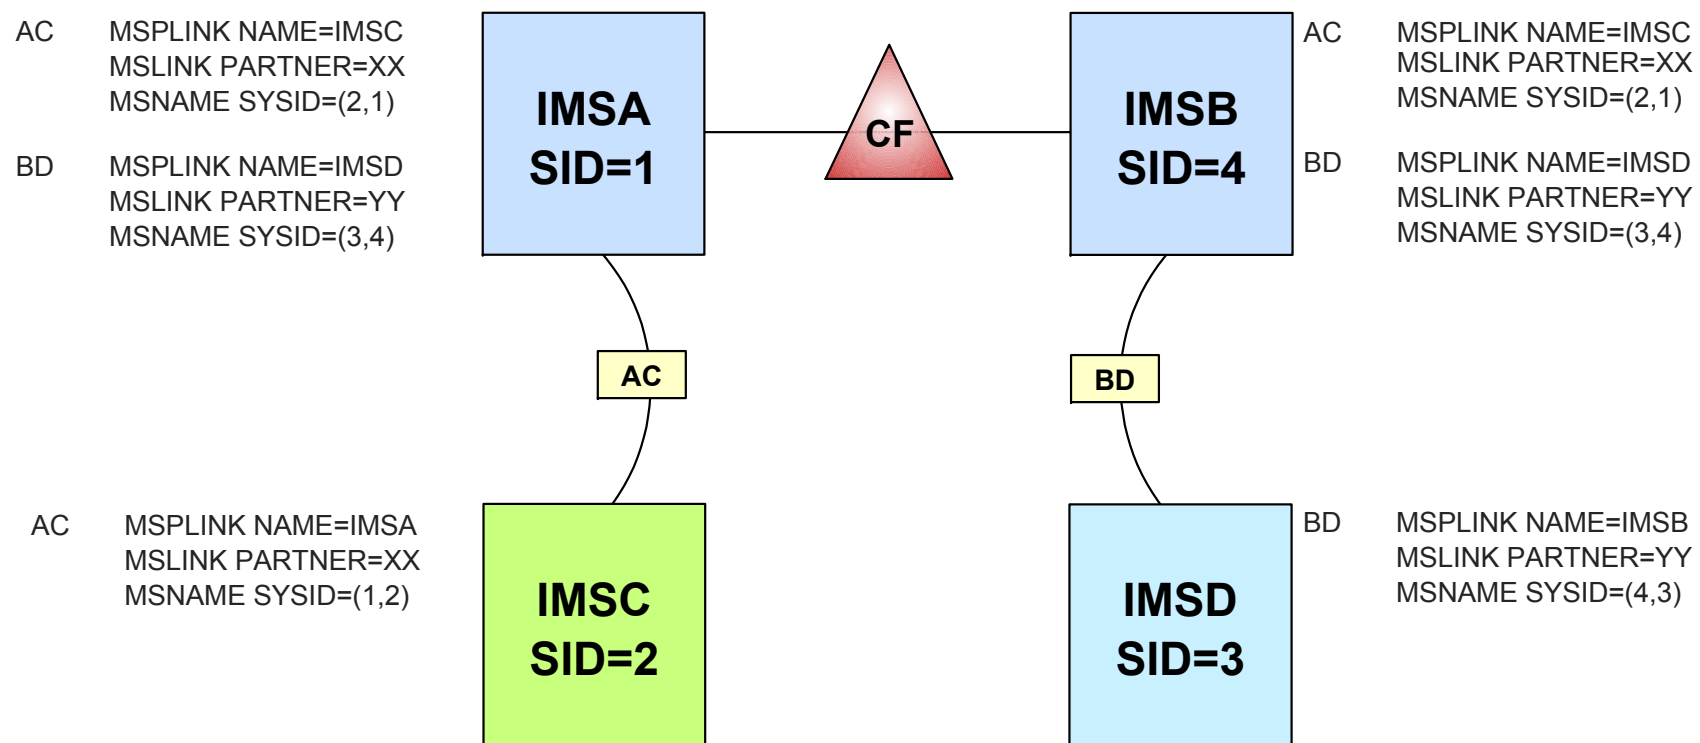 AC MSPLINK NAME=IMSC
MSLINK PARTNER=XX
MSNAME SYSID=(2,1)
BD MSPLINK NAME=IMSD
MSLINK PARTNER=YY
MSNAME SYSID=(3,4)
IMSA
SID=1
CF
IMSB
SID=4
AC MSPLINK NAME=IMSC
MSLINK PARTNER=XX
MSNAME SYSID=(2,1)
BD MSPLINK NAME=IMSD
MSLINK PARTNER=YY
MSNAME SYSID=(3,4)
AC
BD
AC MSPLINK NAME=IMSA
MSLINK PARTNER=XX
MSNAME SYSID=(1,2)
IMSC
SID=2
IMSD
SID=3
BD MSPLINK NAME=IMSB
MSLINK PARTNER=YY
MSNAME SYSID=(4,3)